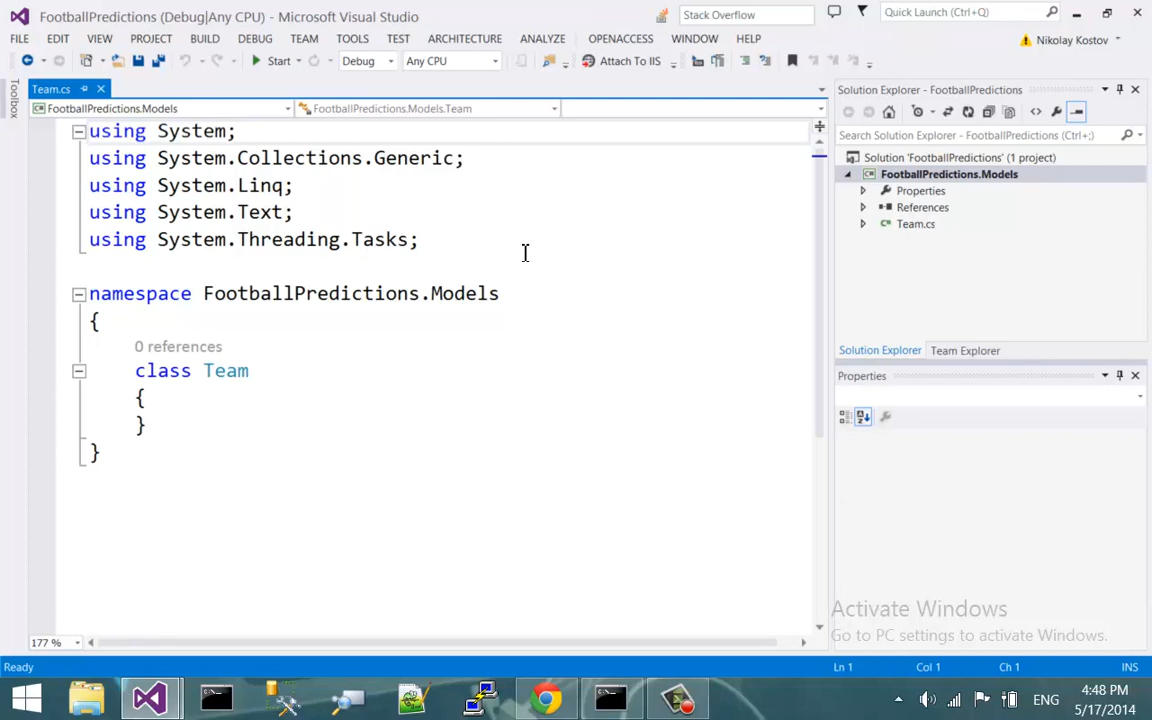 FootballPredictions (Debug|Any CPU) - Microsoft Visual Studio
Stack Overflow
Quick Launch (Ctrl+Q)
FILE EDIT VIEW PROJECT BUILD DEBUG TEAM TOOLS TEST ARCHITECTURE ANALYZE OPENACCESS WINDOW HELP
Nikolay Kostov
Start Debug Any CPU Attach To IIS
Toolbox
Team.cs
FootballPredictions.Models
FootballPredictions.Models.Team
using System;
using System.Collections.Generic;
using System.Linq;
using System.Text;
using System.Threading.Tasks;
namespace FootballPredictions.Models
{
0 references
class Team
{
}
}
177 %
Solution Explorer - FootballPredictions
Search Solution Explorer - FootballPredictions (Ctrl+;)
Solution 'FootballPredictions' (1 project)
FootballPredictions.Models
Properties
References
Team.cs
Solution Explorer Team Explorer
Properties
Activate Windows
Go to PC settings to activate Windows.
Ready
Ln 1 Col 1 Ch 1 INS
ENG
4:48 PM
5/17/2014